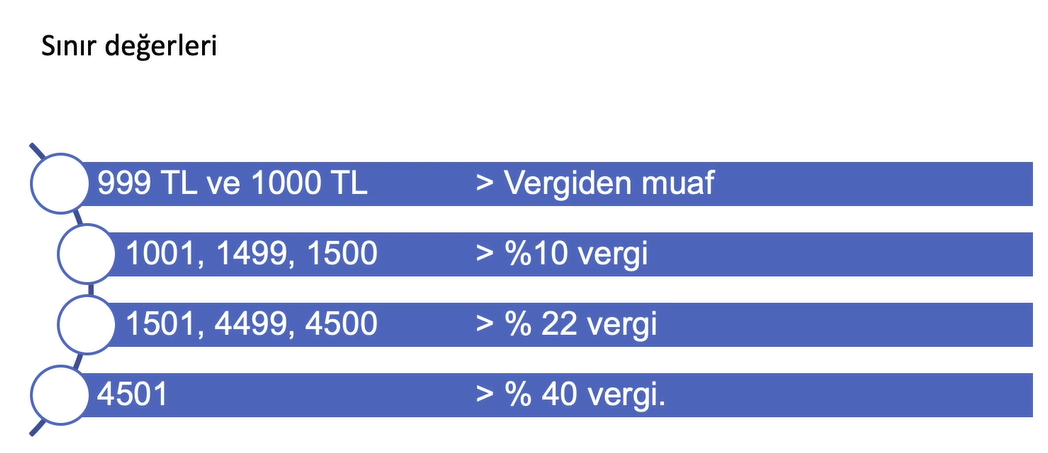 Sınır değerleri
999 TL ve 1000 TL > Vergiden muaf
1001, 1499, 1500 > %10 vergi
1501, 4499, 4500 > % 22 vergi
4501 > % 40 vergi.